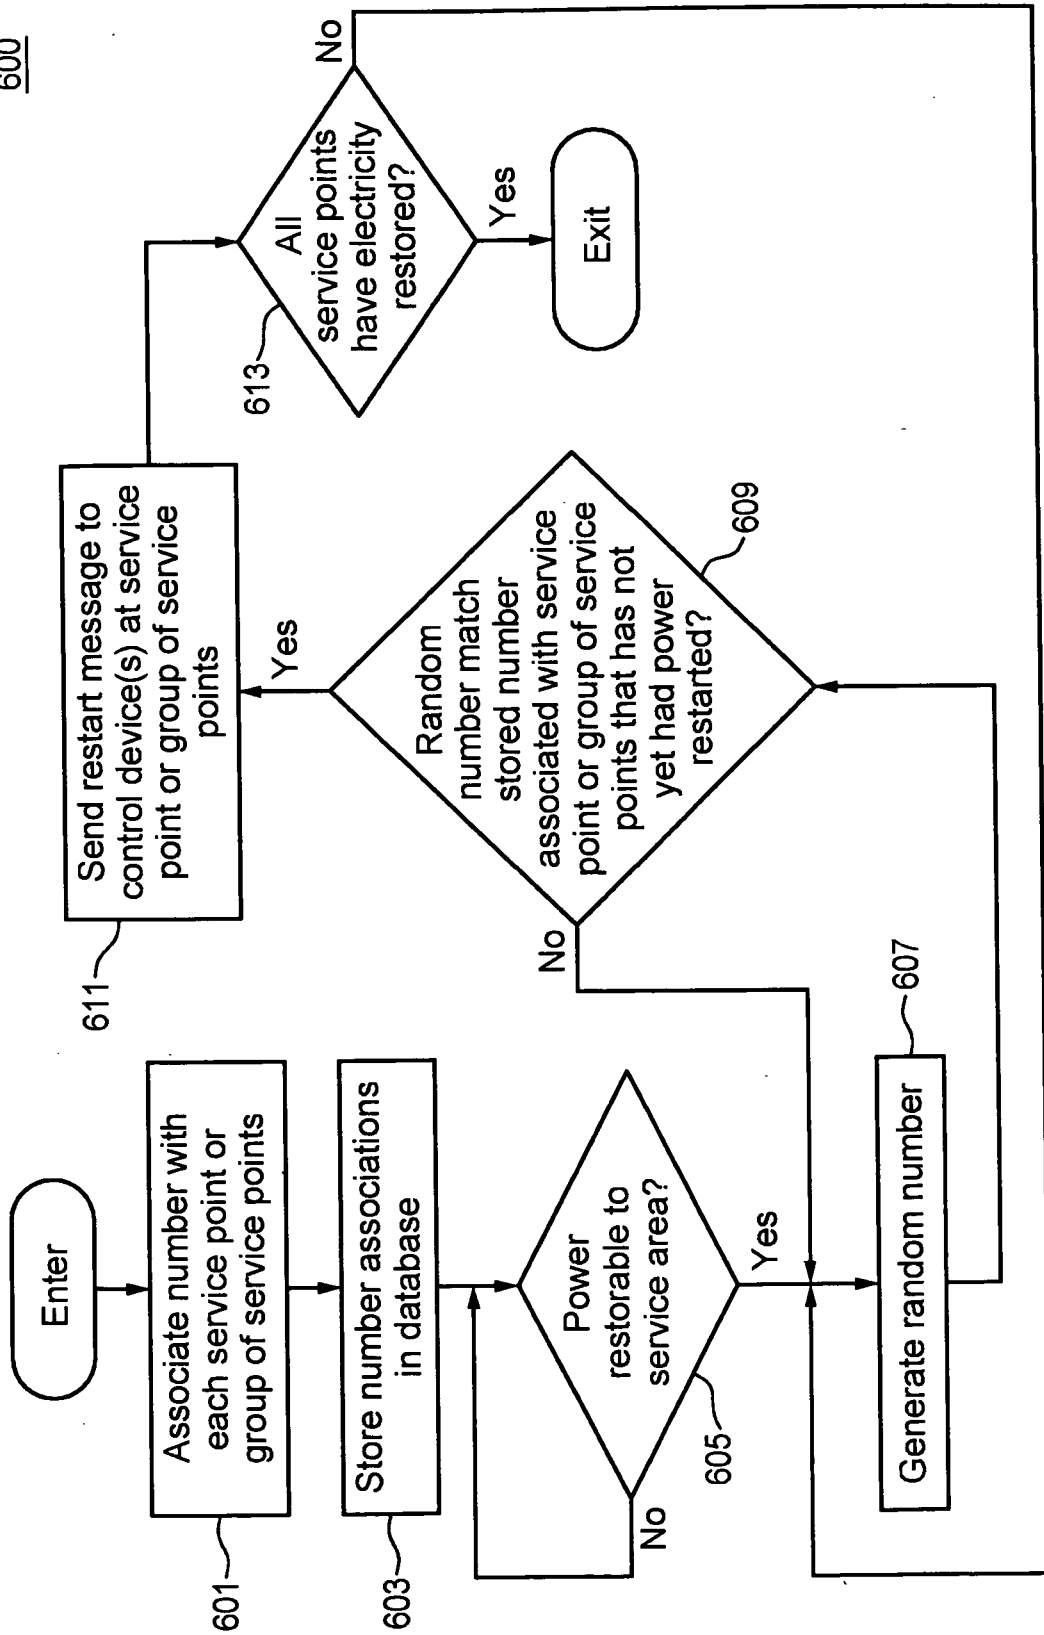 600
Enter
Associate number with
each service point or
group of service points
601
Store number associations
in database
603
Power
restorable to
service area?
605
No
Yes
Generate random number
607
Random
number match
stored number
associated with service
point or group of service
points that has not
yet had power
restarted?
609
No
Yes
Send restart message to
control device(s) at service
point or group of service
points
611
All
service points
have electricity
restored?
613
No
Yes
Exit